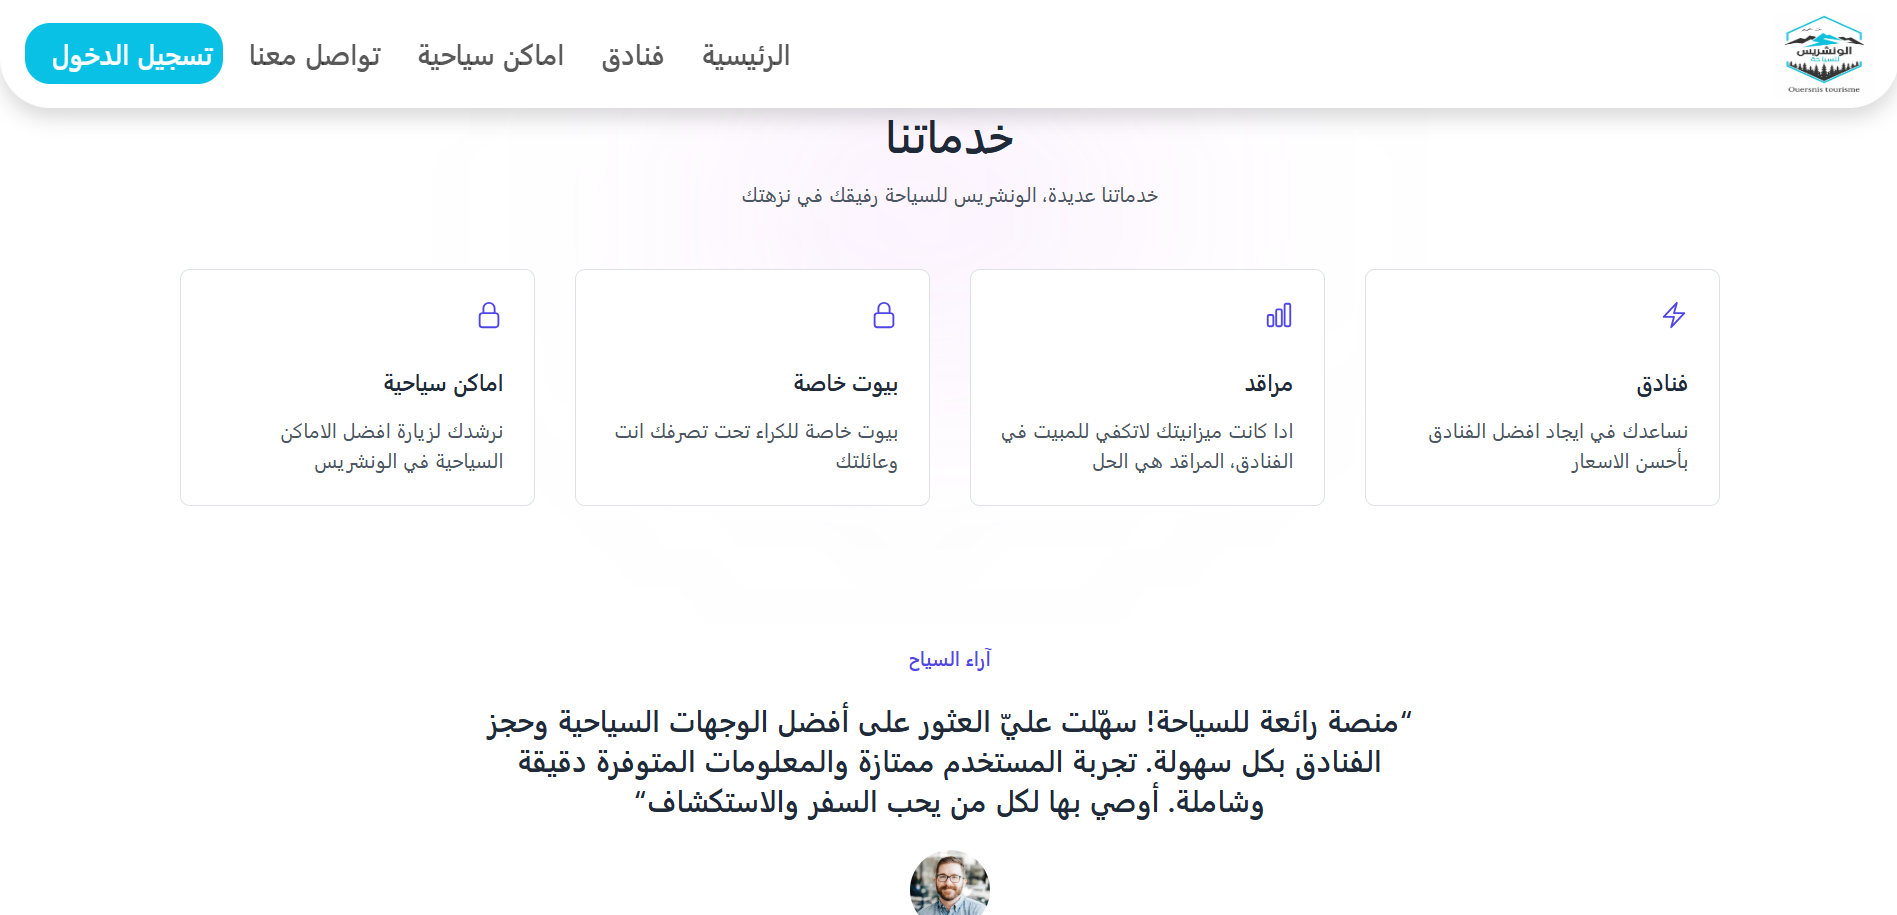 الونشريس
للسياحة
Ouersnis tourisme
الرئيسية
فنادق
اماكن سياحية
تواصل معنا
تسجيل الدخول
خدماتنا
خدماتنا عديدة، الونشريس للسياحة رفيقك في نزهتك
فنادق
نساعدك في ايجاد افضل الفنادق
بأحسن الاسعار
مراقد
ادا كانت ميزانيتك لاتكفي للمبيت في
الفنادق، المراقد هي الحل
بيوت خاصة
بيوت خاصة للكراء تحت تصرفك انت
وعائلتك
اماكن سياحية
نرشدك لزيارة افضل الاماكن
السياحية في الونشريس
آراء السياح
“منصة رائعة للسياحة! سهّلت عليّ العثور على أفضل الوجهات السياحية وحجز
الفنادق بكل سهولة. تجربة المستخدم ممتازة والمعلومات المتوفرة دقيقة
وشاملة. أوصي بها لكل من يحب السفر والاستكشاف“